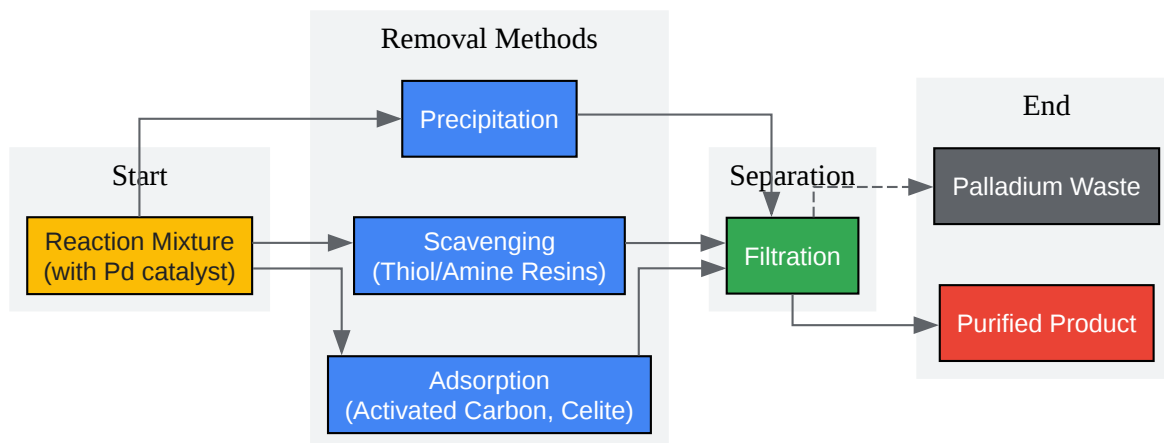 Start
Reaction Mixture
(with Pd catalyst)
Removal Methods
Precipitation
Scavenging
(Thiol/Amine Resins)
Adsorption
(Activated Carbon, Celite)
Separation
Filtration
End
Palladium Waste
Purified Product